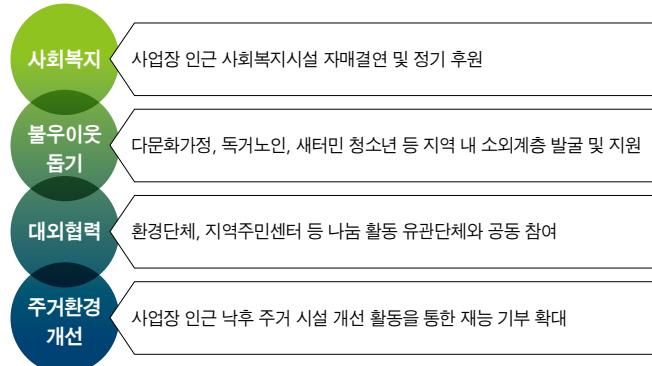 사회복지
사업장 인근 사회복지시설 자매결연 및 정기 후원
불우이웃
돕기
다문화가정, 독거노인, 새터민 청소년 등 지역 내 소외계층 발굴 및 지원
대외협력
환경단체, 지역주민센터 등 나눔 활동 유관단체와 공동 참여
주거환경
개선
사업장 인근 낙후 주거 시설 개선 활동을 통한 재능 기부 확대